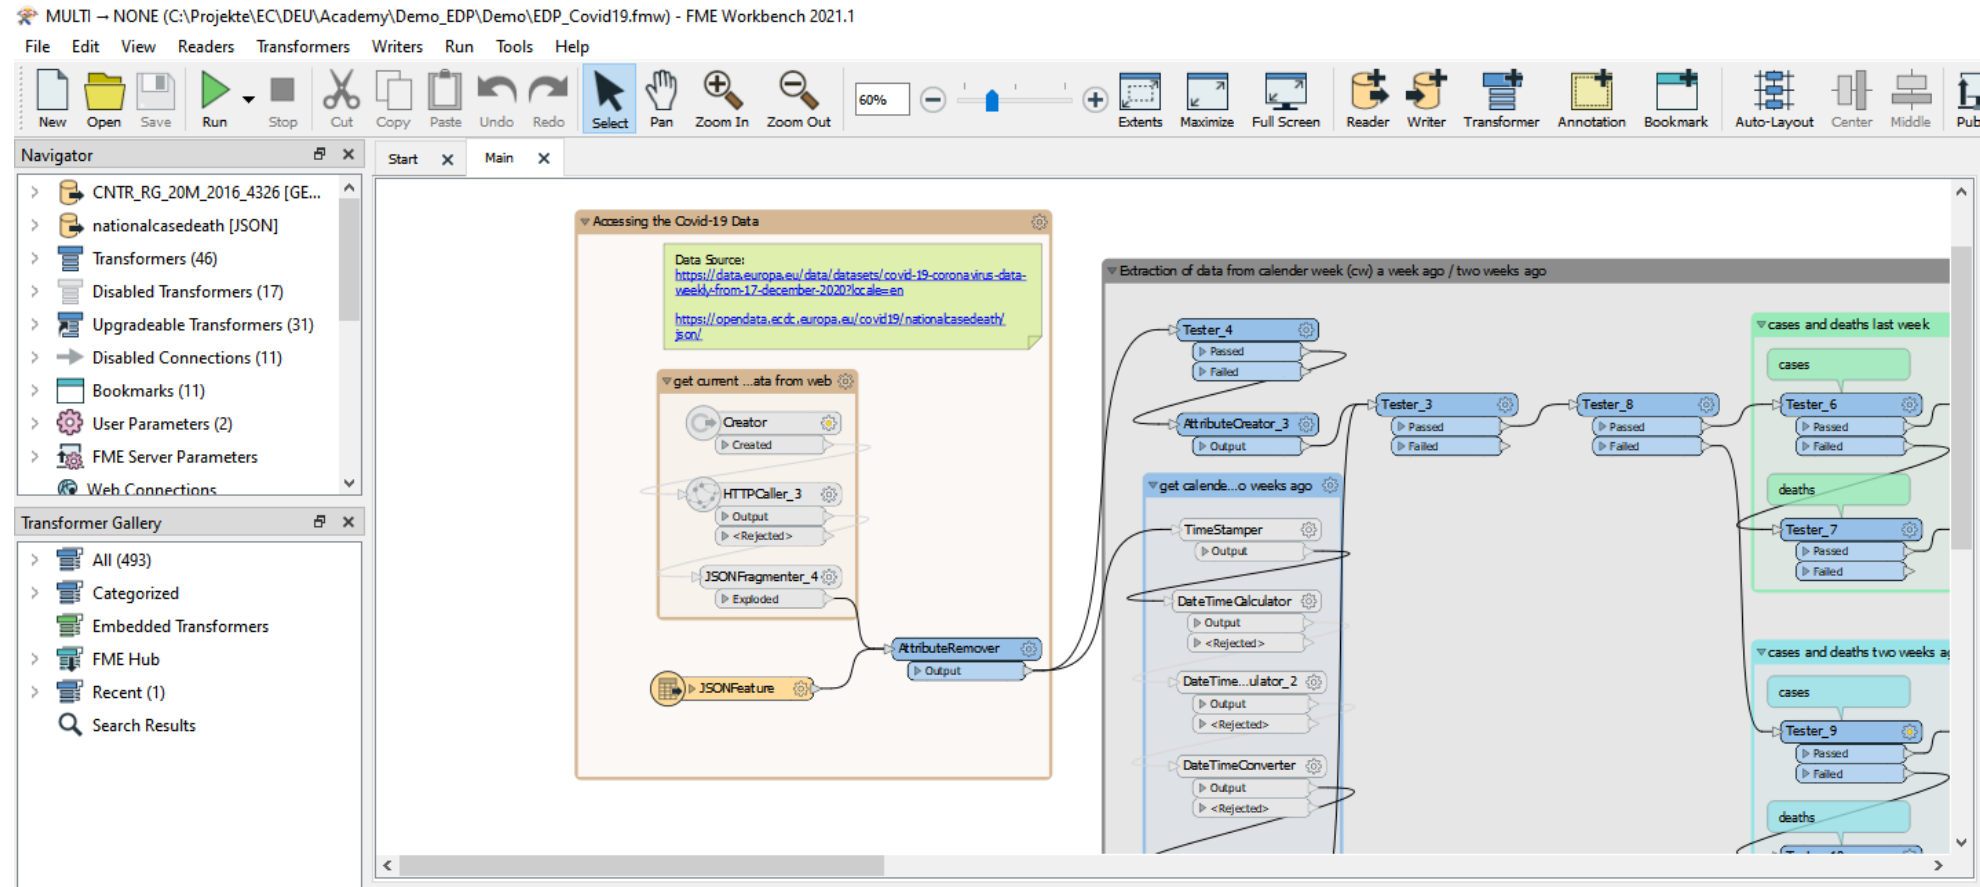 MULTI → NONE (C:\Projekte\EC\DEU\Academy\Demo_EDP\Demo\EDP_Covid19.fmw) - FME Workbench 2021.1
File Edit View Readers Transformers Writers Run Tools Help
60%
New Open Save Run Stop Cut Copy Paste Undo Redo Select Pan Zoom In Zoom Out Extents Maximize Full Screen Reader Writer Transformer Annotation Bookmark Auto-Layout Center Middle Pub
Navigator
CNTR_RG_20M_2016_4326 [GE...
nationalcasedeath [JSON]
Transformers (46)
Disabled Transformers (17)
Upgradeable Transformers (31)
Disabled Connections (11)
Bookmarks (11)
User Parameters (2)
FME Server Parameters
Web Connections
Transformer Gallery
All (493)
Categorized
Embedded Transformers
FME Hub
Recent (1)
Search Results
Start Main
Accessing the Covid-19 Data
Data Source:
https://data.europa.eu/data/datasets/covid-19-coronavirus-data-
weekly-from-17-december-2020?locale=en
https://opendata.ecdc.europa.eu/covid19/nationalcasedeath/
json/
get current ...ata from web
Creator
Created
HTTPCaller_3
Output
<Rejected>
JSONFragmenter_4
Exploded
JSONFeature
AttributeRemover
Output
Extraction of data from calender week (cw) a week ago / two weeks ago
Tester_4
Passed
Failed
AttributeCreator_3
Output
get calende...o weeks ago
TimeStamper
Output
DateTimeCalculator
Output
<Rejected>
DateTime...ulator_2
Output
<Rejected>
DateTimeConverter
Output
<Rejected>
Tester_3
Passed
Failed
Tester_8
Passed
Failed
cases and deaths last week
cases
Tester_6
Passed
Failed
deaths
Tester_7
Passed
Failed
cases and deaths two weeks ag
cases
Tester_9
Passed
Failed
deaths